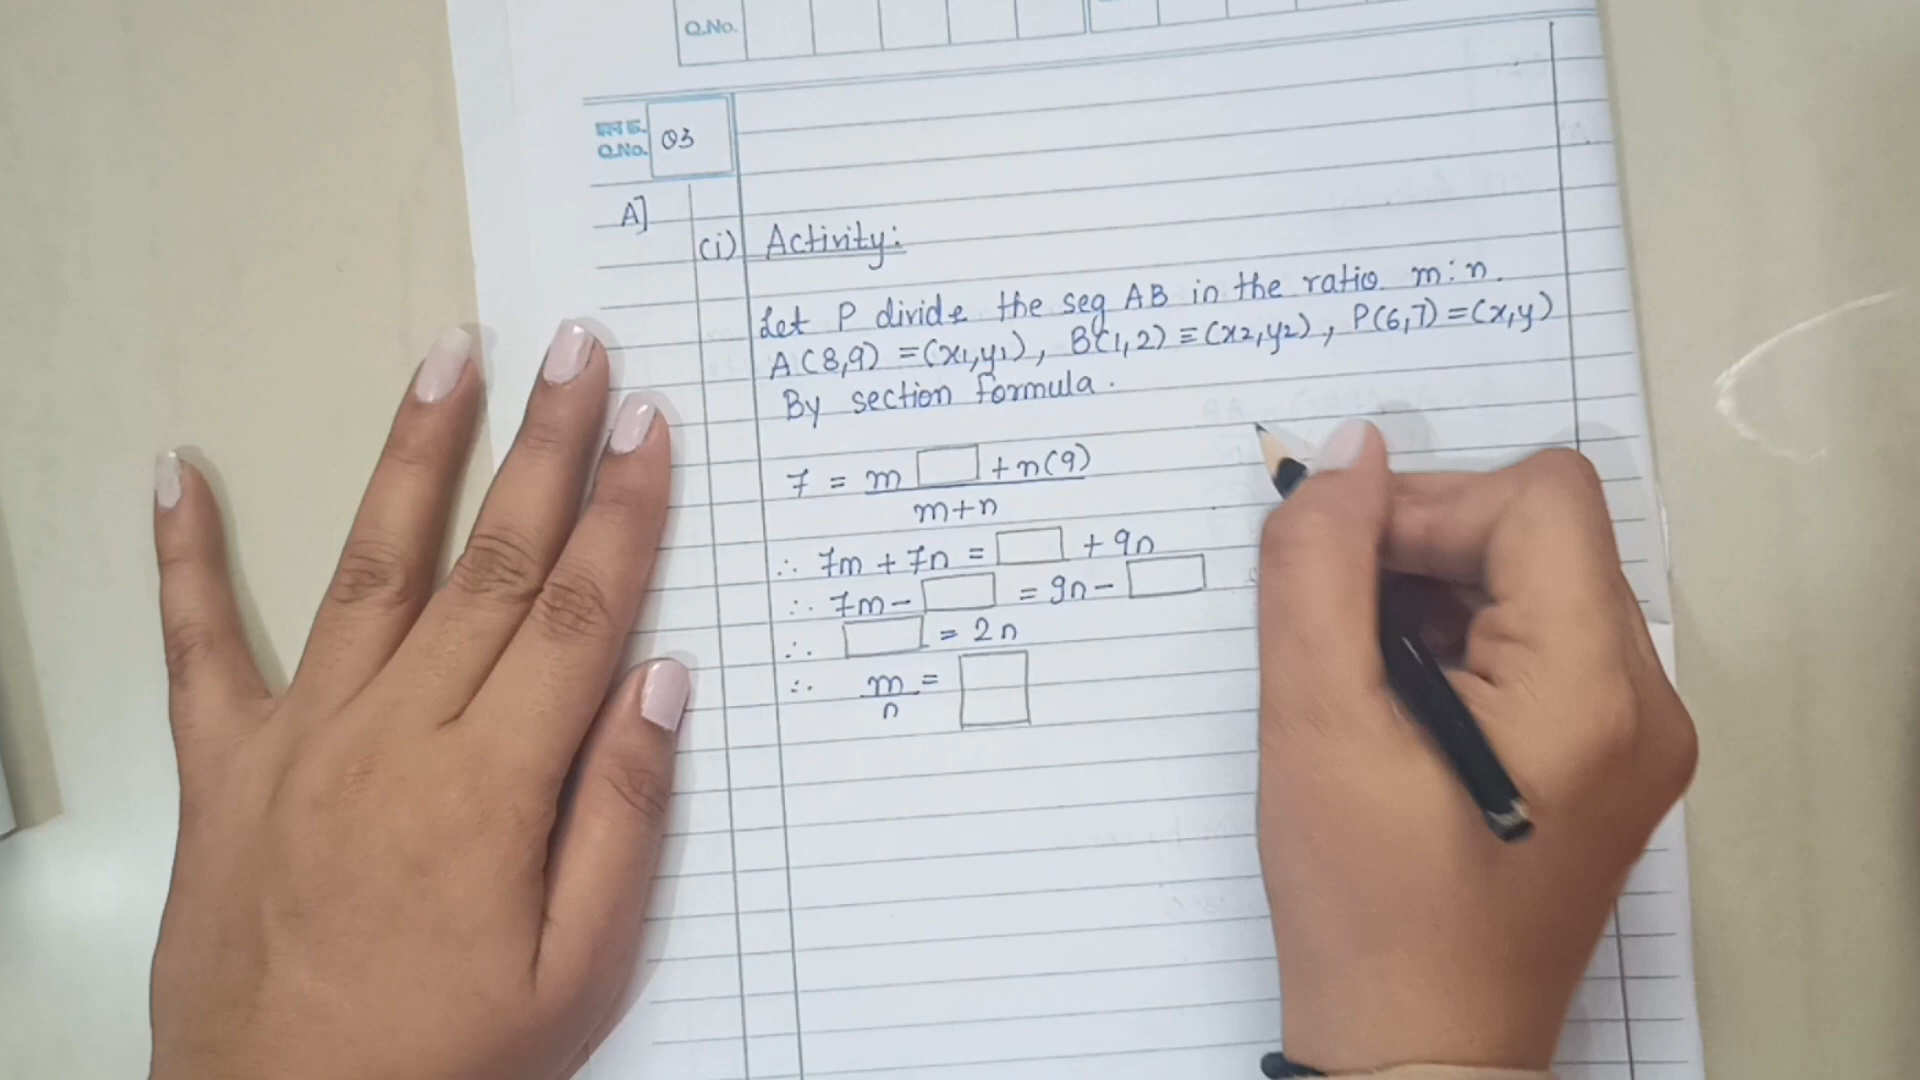 Q.No.
प्रश्न क्र.
Q.No. 03
A]
(i) Activity:
Let P divide the seg AB in the ratio m:n.
A(8,9) = (x1,y1), B(1,2) ≡ (x2,y2), P(6,7) = (x,y)
By section formula.
7 = m □ + n(9)
m+n
∴ 7m + 7n = □ + 9n
∴ 7m - □ = 9n - □
∴ □ = 2n
∴ m = □
n